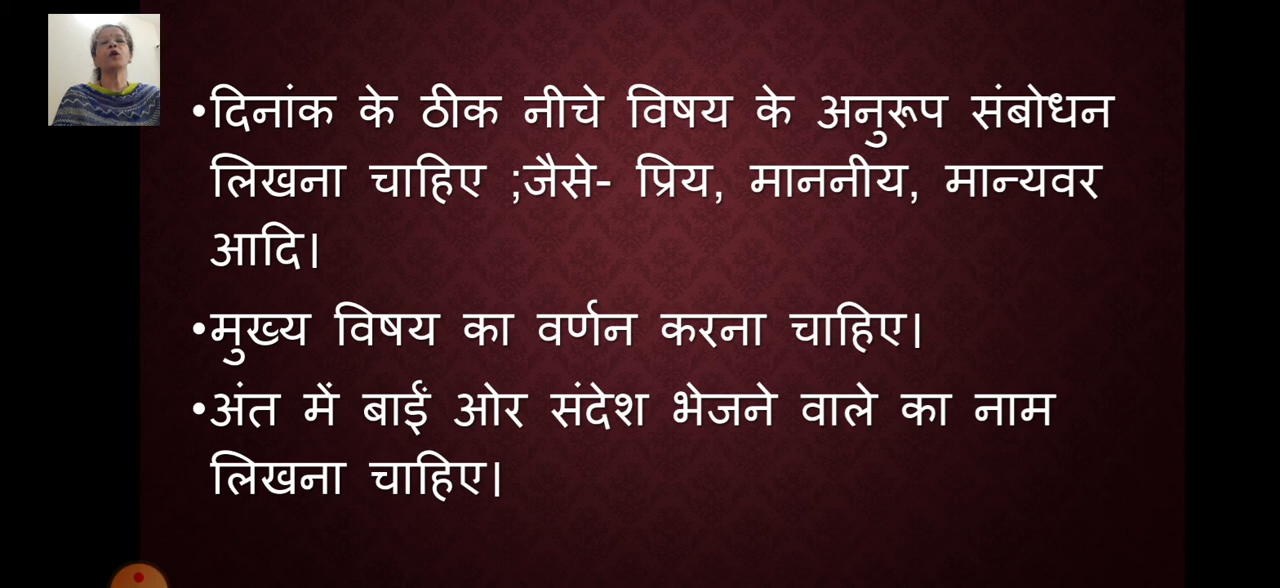 •दिनांक के ठीक नीचे विषय के अनुरूप संबोधन
लिखना चाहिए ;जैसे- प्रिय, माननीय, मान्यवर
आदि।
•मुख्य विषय का वर्णन करना चाहिए।
•अंत में बाईं ओर संदेश भेजने वाले का नाम
लिखना चाहिए।